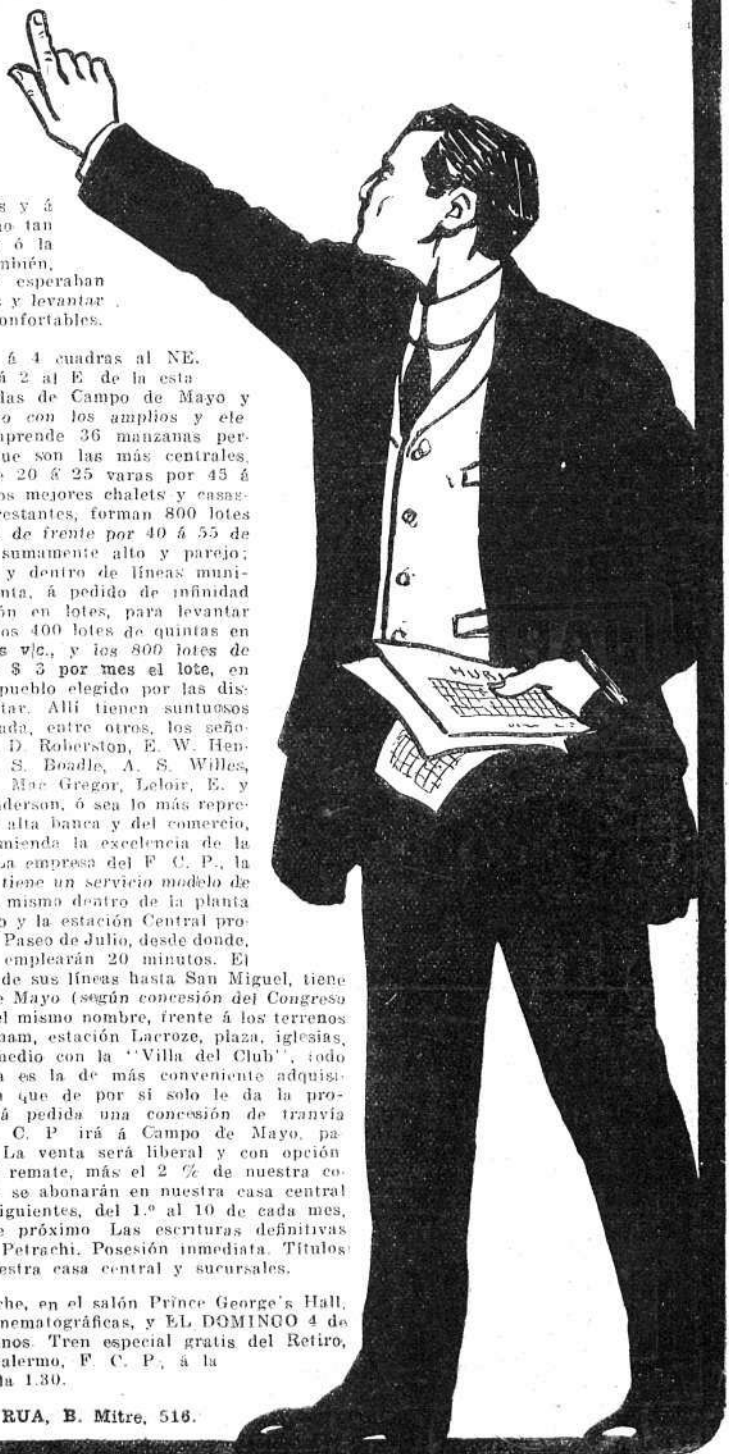 s y á
no tan
ó la
mbién,
esperaban
s y levantar
onfortables.
á 4 cuadras al NE.
á 2 al E de la esta
las de Campo de Mayo y
o con los amplios y ele
mprende 36 manzanas per-
que son las más centrales,
e 20 á 25 varas por 45 á
os mejores chalets y casas-
restantes, forman 800 lotes
de frente por 40 á 55 de
sumamente alto y parejo;
y dentro de líneas muni-
nta, á pedido de infinidad
ón en lotes, para levantar
os 400 lotes de quintas en
s v/c., y los 800 lotes de
$ 3 por mes el lote, en
pueblo elegido por las dis-
tar. Allí tienen suntuosos
ada, entre otros, los seño-
D. Roberston, E. W. Hen-
S. Boadle, A. S. Willes,
Mac Gregor, Leloir, E. y
nderson, ó sea lo más repre-
alta banca y del comercio,
mienda la excelencia de la
La empresa del F C. P., la
tiene un servicio modelo de
mismo dentro de la planta
o y la estación Central pro-
Paseo de Julio, desde donde,
emplearán 20 minutos. El
de sus líneas hasta San Miguel, tiene
e Mayo (según concesión del Congreso
el mismo nombre, frente á los terrenos
nam, estación Lacroze, plaza, iglesias,
medio con la "Villa del Club", todo
a es la de más conveniente adquisi-
n que de por si solo le da la pro-
á pedida una concesión de tranvía
C. P irá á Campo de Mayo, pa-
La venta será liberal y con opción
remate, más el 2 % de nuestra co-
se abonarán en nuestra casa central
iguientes, del 1.º al 10 de cada mes,
e próximo Las escrituras definitivas
Petrachi. Posesión inmediata. Títulos
estra casa central y sucursales.
che, en el salón Prince George's Hall,
nematográficas, y EL DOMINGO 4 de
nos. Tren especial gratis del Retiro,
alermo, F. C. P., á la
la 1.30.
RUA, B. Mitre, 516.
HUR